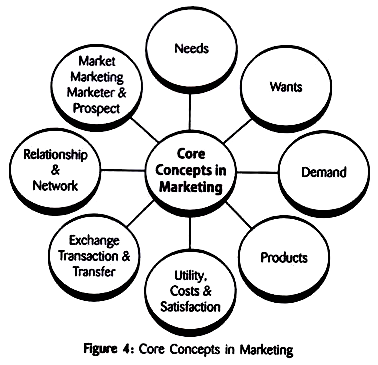 Needs
Wants
Demand
Products
Utility,
Costs &
Satisfaction
Exchange
Transaction &
Transfer
Relationship
&
Network
Market
Marketing
Marketer &
Prospect
Core
Concepts in
Marketing
Figure 4: Core Concepts in Marketing